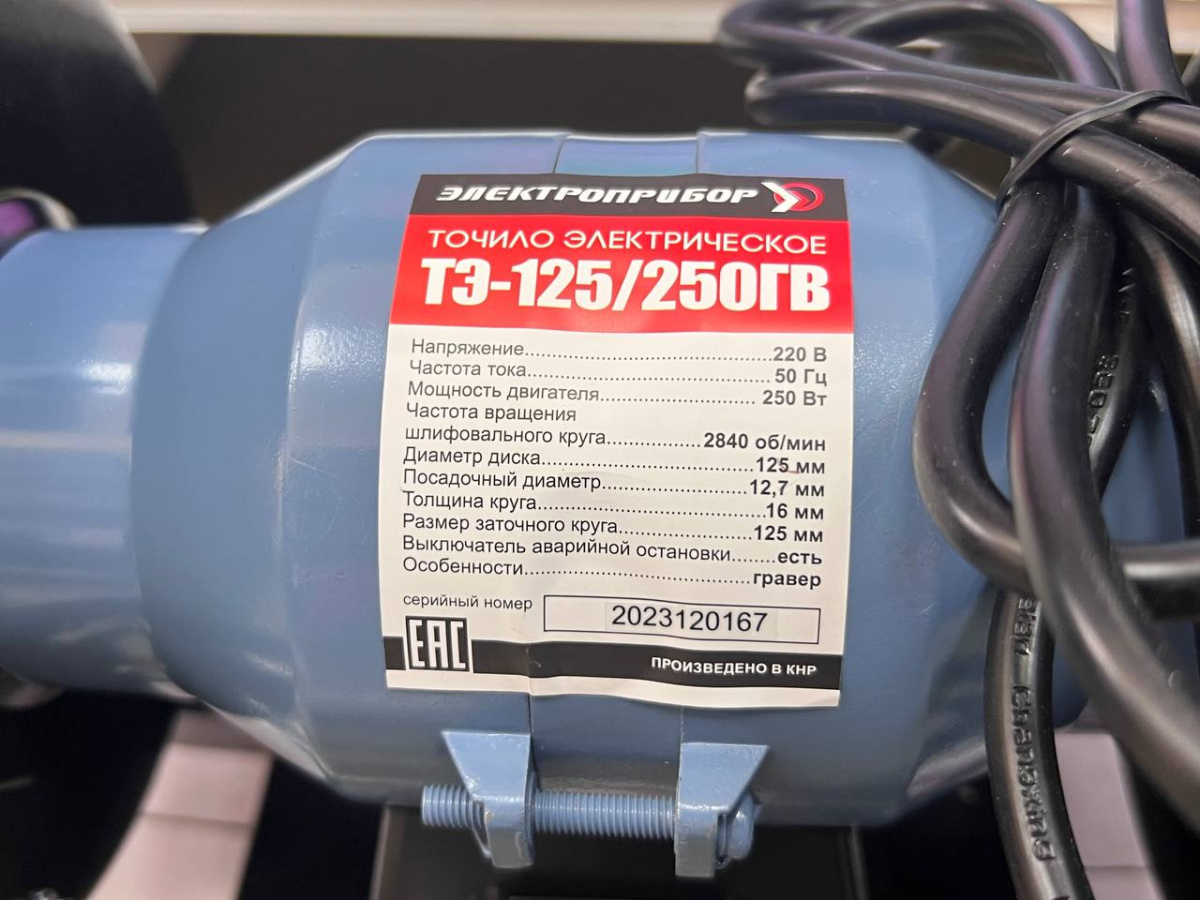 ЭЛЕКТРОПРИБОР
ТОЧИЛО ЭЛЕКТРИЧЕСКОЕ
ТЭ-125/250ГВ
Напряжение..........220 В
Частота тока..........50 Гц
Мощность двигателя..........250 Вт
Частота вращения
шлифовального круга..........2840 об/мин
Диаметр диска..........125 мм
Посадочный диаметр..........12,7 мм
Толщина круга..........16 мм
Размер заточного круга..........125 мм
Выключатель аварийной остановки..........есть
Особенности..........гравер
серийный номер 2023120167
EAC
ПРОИЗВЕДЕНО В КНР
Chanoxing